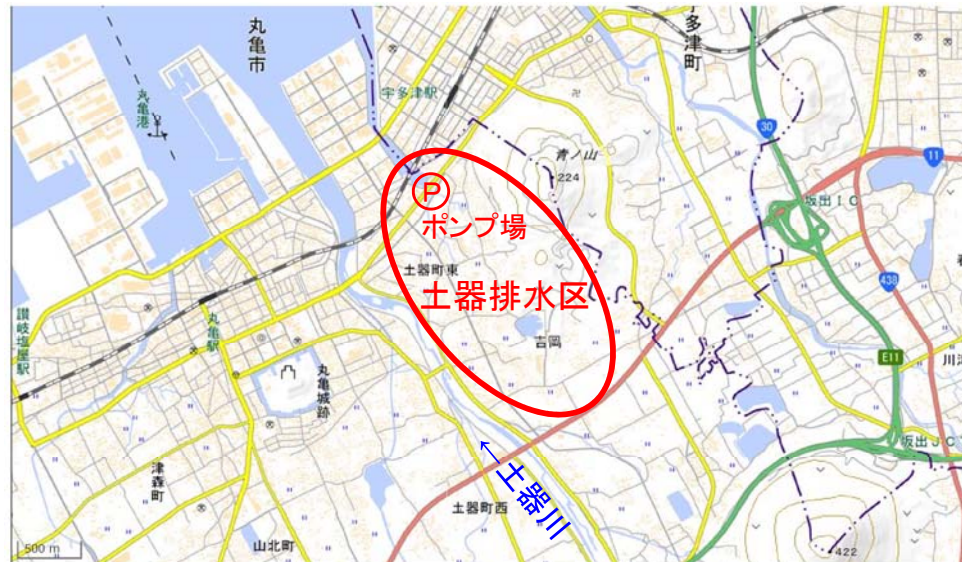 丸亀市
宇多津町
丸亀港
宇多津駅
青ノ山
224
30
11
坂出IC
P
ポンプ場
土器町東
土器排水区
438
吉岡
讃岐塩屋駅
丸亀駅
丸亀城跡
E11
川津
坂出JC
←土器川
津森町
土器町西
山北町
500 m
422